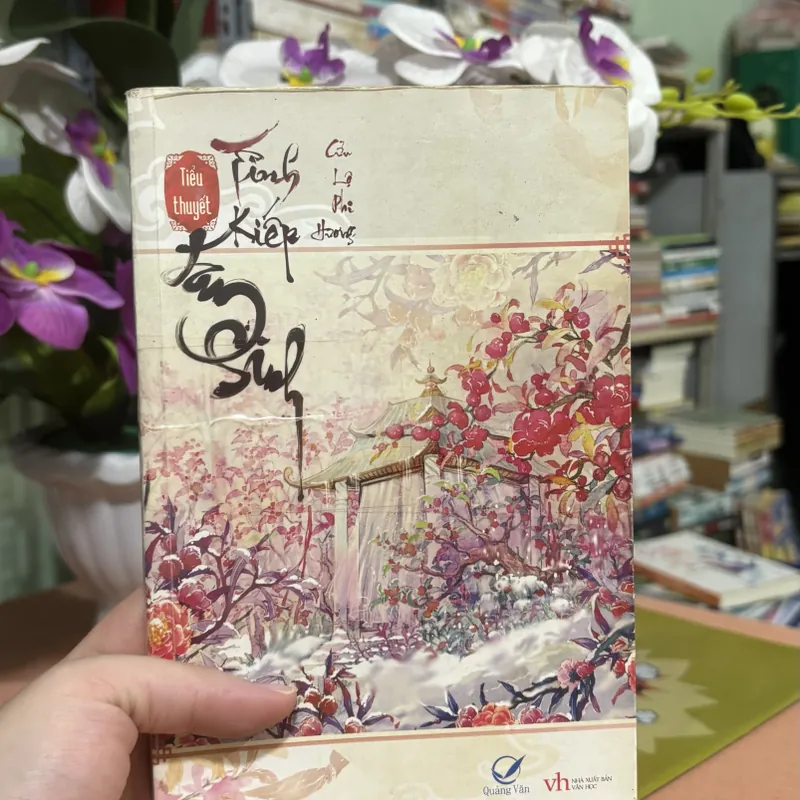 Tiểu
thuyết
Tình
Kiếp
Tam
Sinh
Cửu
Lộ
Phi
Hương
Quảng Văn
vh NHÀ XUẤT BẢN
VĂN HỌC